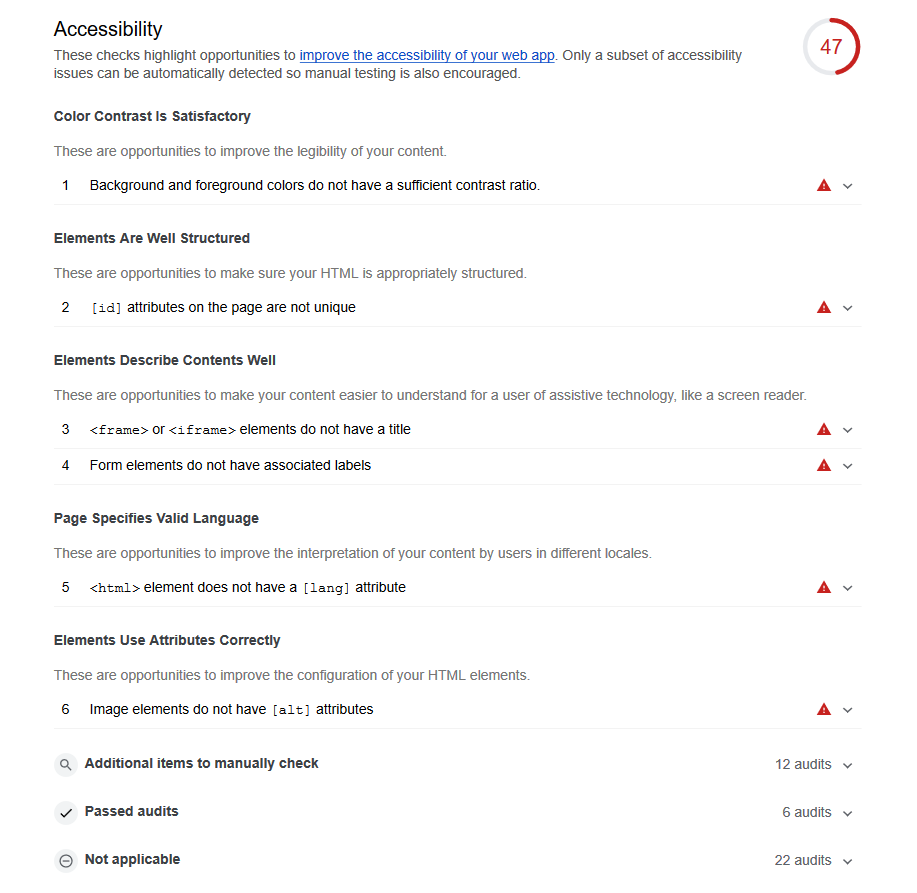 Accessibility
47
These checks highlight opportunities to improve the accessibility of your web app. Only a subset of accessibility
issues can be automatically detected so manual testing is also encouraged.
Color Contrast Is Satisfactory
These are opportunities to improve the legibility of your content.
1 Background and foreground colors do not have a sufficient contrast ratio.
Elements Are Well Structured
These are opportunities to make sure your HTML is appropriately structured.
2 [id] attributes on the page are not unique
Elements Describe Contents Well
These are opportunities to make your content easier to understand for a user of assistive technology, like a screen reader.
3 <frame> or <iframe> elements do not have a title
4 Form elements do not have associated labels
Page Specifies Valid Language
These are opportunities to improve the interpretation of your content by users in different locales.
5 <html> element does not have a [lang] attribute
Elements Use Attributes Correctly
These are opportunities to improve the configuration of your HTML elements.
6 Image elements do not have [alt] attributes
Additional items to manually check 12 audits
Passed audits 6 audits
Not applicable 22 audits